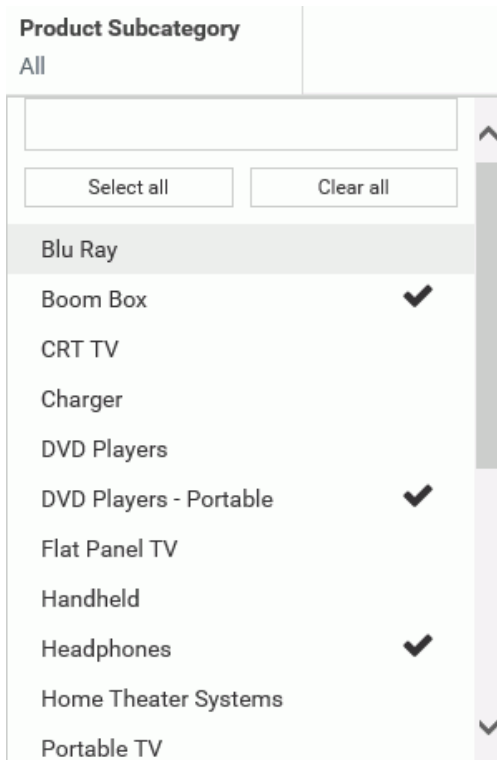 Product Subcategory
All
Select all Clear all
Blu Ray
Boom Box
CRT TV
Charger
DVD Players
DVD Players - Portable
Flat Panel TV
Handheld
Headphones
Home Theater Systems
Portable TV